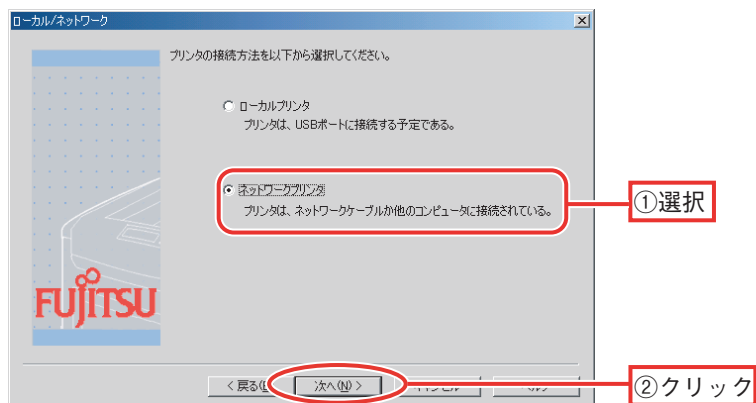 ローカル/ネットワーク
プリンタの接続方法を以下から選択してください。
ローカルプリンタ
プリンタは、USBポートに接続する予定である。
ネットワークプリンタ
プリンタは、ネットワークケーブルか他のコンピュータに接続されている。
①選択
FUJITSU
< 戻る(
次へ(N) >
②クリック